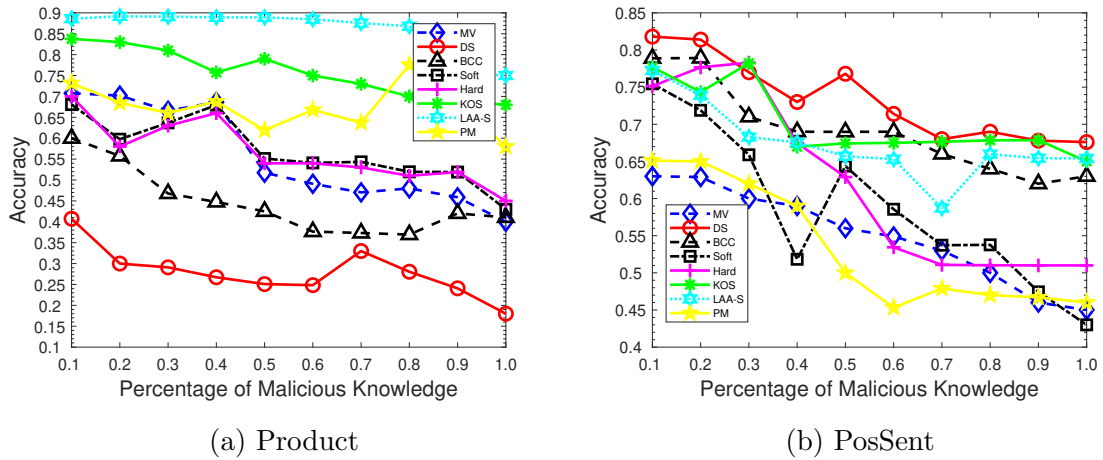 0.9
0.85
0.8
0.75
0.7
0.65
0.6
0.55
0.5
0.45
0.4
0.35
0.3
0.25
0.2
0.15
0.1
Accuracy
0.1 0.2 0.3 0.4 0.5 0.6 0.7 0.8 0.9 1.0
Percentage of Malicious Knowledge
MV
DS
BCC
Soft
Hard
KOS
LAA-S
PM
(a) Product
0.85
0.8
0.75
0.7
0.65
0.6
0.55
0.5
0.45
0.4
Accuracy
0.1 0.2 0.3 0.4 0.5 0.6 0.7 0.8 0.9 1.0
Percentage of Malicious Knowledge
MV
DS
BCC
Soft
Hard
KOS
LAA-S
PM
(b) PosSent